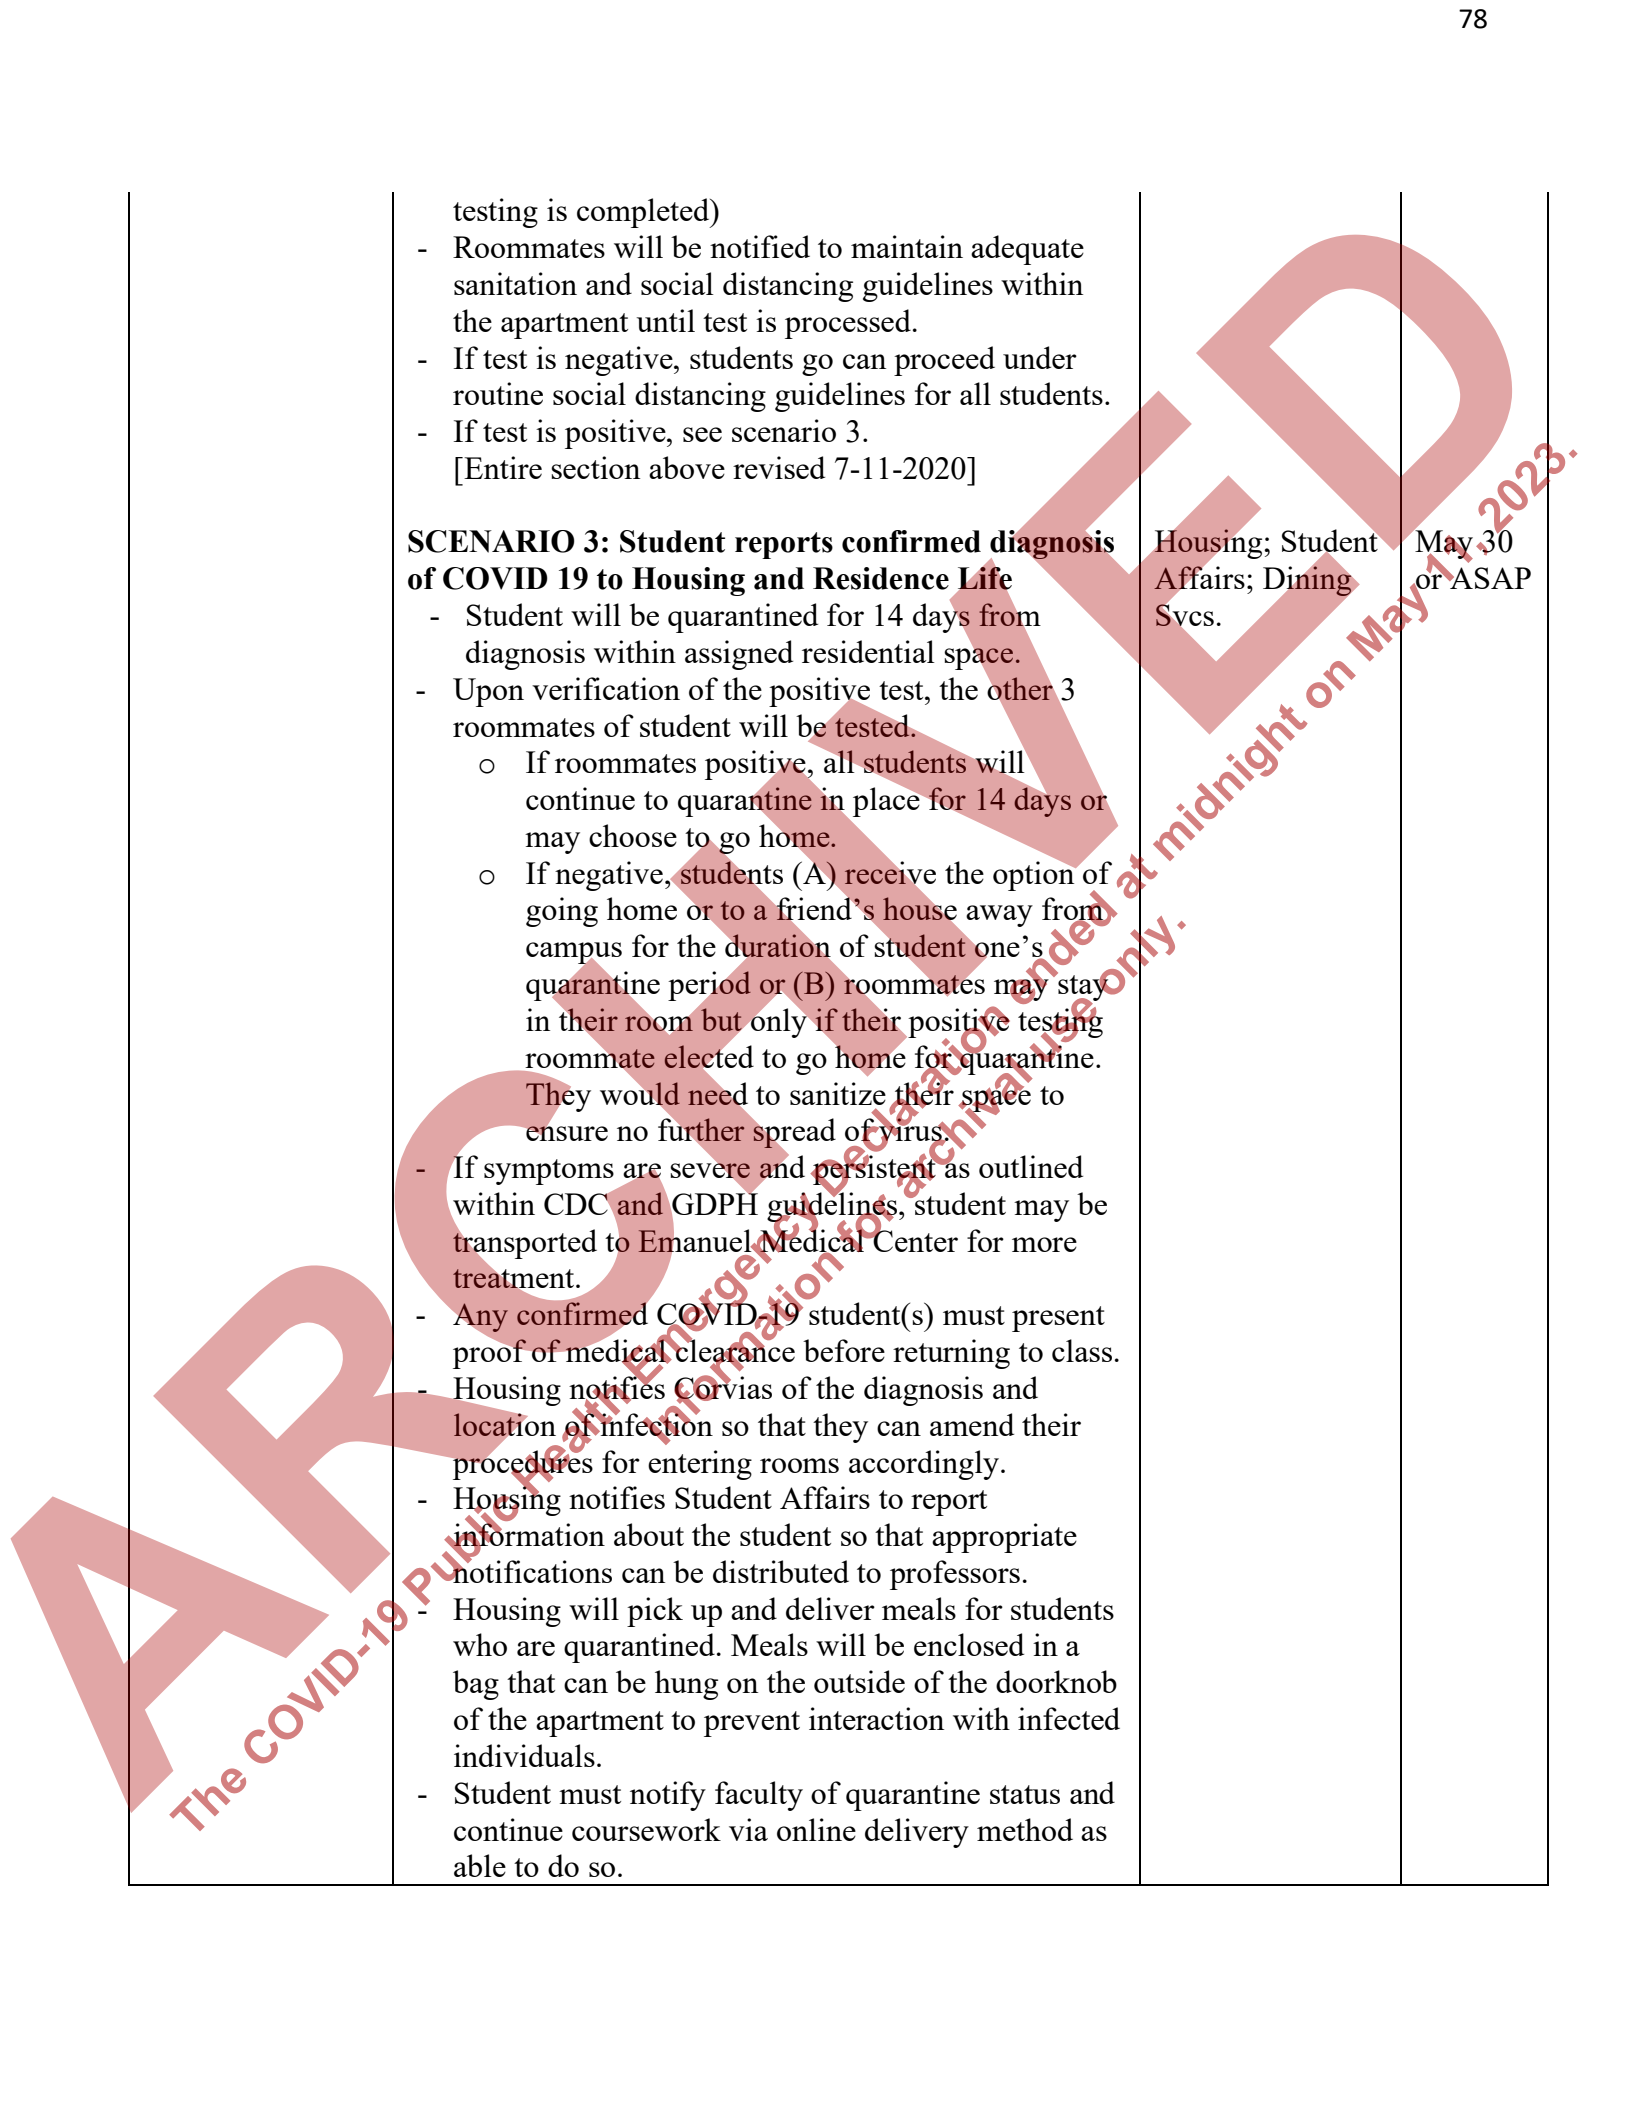 78
testing is completed)
- Roommates will be notified to maintain adequate
sanitation and social distancing guidelines within
the apartment until test is processed.
- If test is negative, students go can proceed under
routine social distancing guidelines for all students.
- If test is positive, see scenario 3.
[Entire section above revised 7-11-2020]
SCENARIO 3: Student reports confirmed diagnosis
of COVID 19 to Housing and Residence Life
- Student will be quarantined for 14 days from
diagnosis within assigned residential space.
- Upon verification of the positive test, the other 3
roommates of student will be tested.
o If roommates positive, all students will
continue to quarantine in place for 14 days or
may choose to go home.
o If negative, students (A) receive the option of
going home or to a friend’s house away from
campus for the duration of student one’s
quarantine period or (B) roommates may stay
in their room but only if their positive testing
roommate elected to go home for quarantine.
They would need to sanitize their space to
ensure no further spread of virus.
- If symptoms are severe and persistent as outlined
within CDC and GDPH guidelines, student may be
transported to Emanuel Medical Center for more
treatment.
- Any confirmed COVID-19 student(s) must present
proof of medical clearance before returning to class.
- Housing notifies Corvias of the diagnosis and
location of infection so that they can amend their
procedures for entering rooms accordingly.
- Housing notifies Student Affairs to report
information about the student so that appropriate
notifications can be distributed to professors.
- Housing will pick up and deliver meals for students
who are quarantined. Meals will be enclosed in a
bag that can be hung on the outside of the doorknob
of the apartment to prevent interaction with infected
individuals.
- Student must notify faculty of quarantine status and
continue coursework via online delivery method as
able to do so.
Housing; Student
Affairs; Dining
Svcs.
May 30
or ASAP
ARCHIVED
The COVID-19 Public Health Emergency Declaration ended at midnight on May 11, 2023.
Information for archival use only.